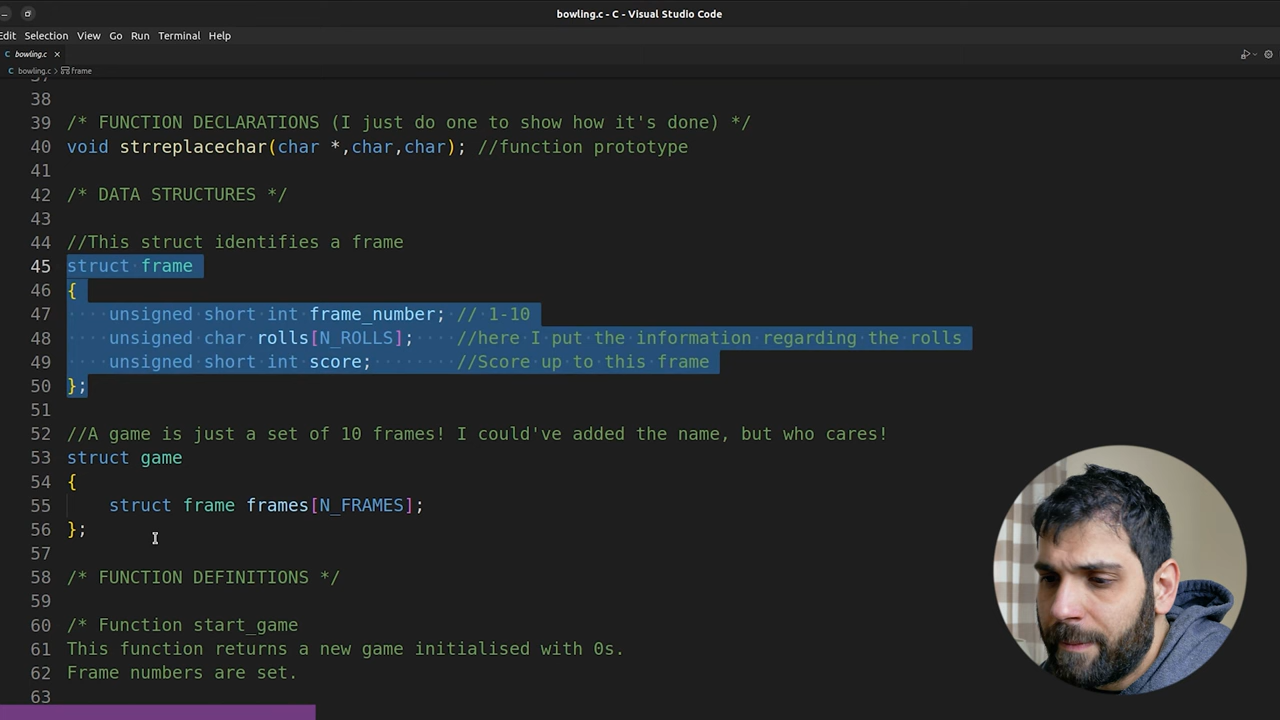 bowling.c - C - Visual Studio Code
Edit Selection View Go Run Terminal Help
C bowling.c ×
C bowling.c > frame
37
38
39 /* FUNCTION DECLARATIONS (I just do one to show how it's done) */
40 void strreplacechar(char *,char,char); //function prototype
41
42 /* DATA STRUCTURES */
43
44 //This struct identifies a frame
45 struct frame
46 {
47 unsigned short int frame_number; // 1-10
48 unsigned char rolls[N_ROLLS]; //here I put the information regarding the rolls
49 unsigned short int score; //Score up to this frame
50 };
51
52 //A game is just a set of 10 frames! I could've added the name, but who cares!
53 struct game
54 {
55 struct frame frames[N_FRAMES];
56 };
57
58 /* FUNCTION DEFINITIONS */
59
60 /* Function start_game
61 This function returns a new game initialised with 0s.
62 Frame numbers are set.
63